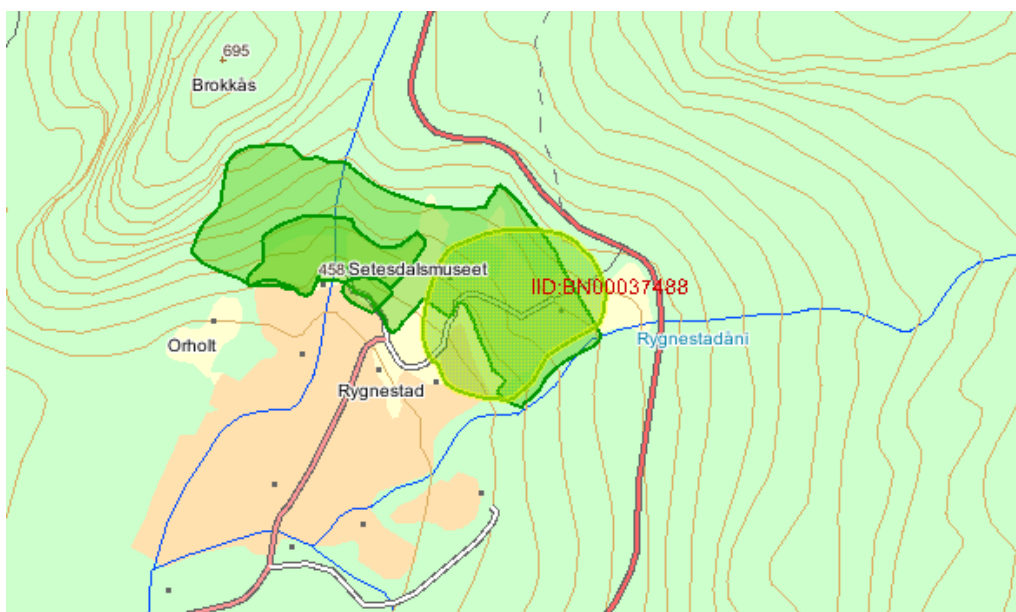 695
Brokkås
458 Setesdalsmuseet
IID:BN00037488
Rygnestadåni
Orholt
Rygnestad